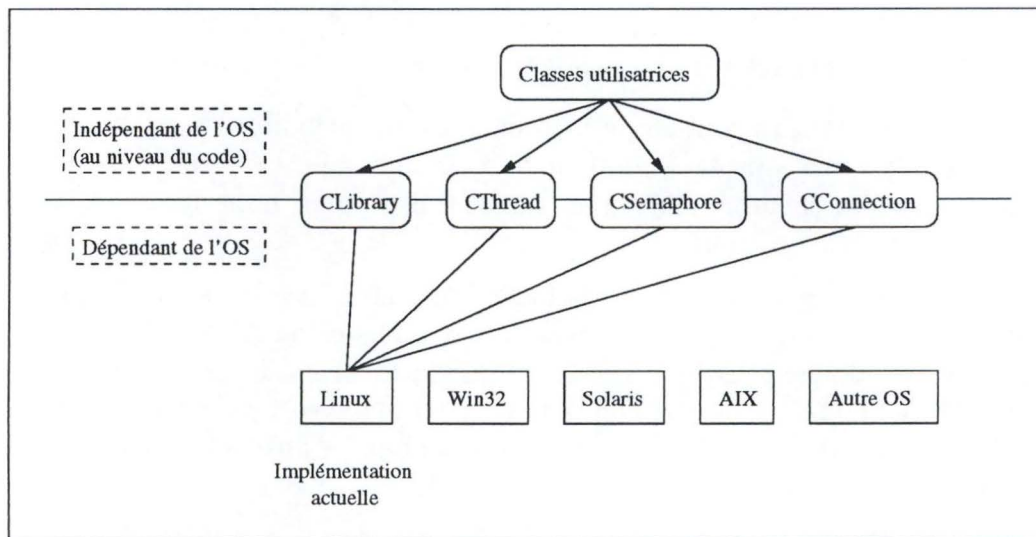 Classes utilisatrices
Indépendant de l'OS
(au niveau du code)
CLibrary
CThread
CSemaphore
CConnection
Dépendant de l'OS
Linux
Win32
Solaris
AIX
Autre OS
Implémentation
actuelle